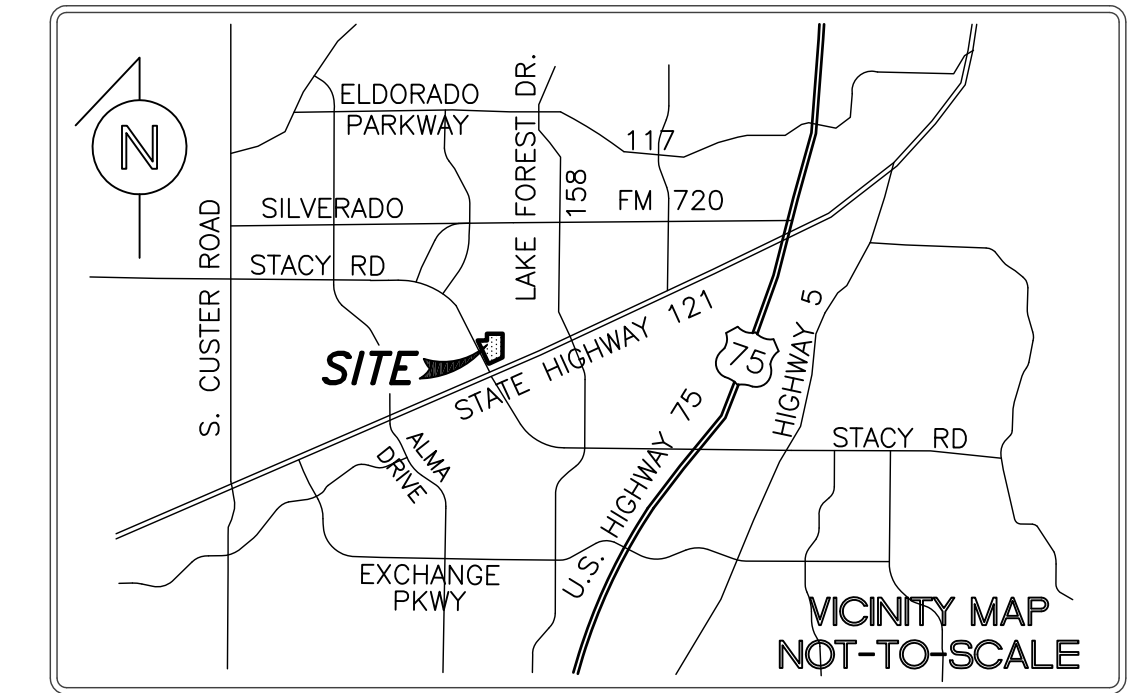 N
ELDORADO
PARKWAY
LAKE FOREST DR.
117
158
S. CUSTER ROAD
SILVERADO
FM 720
STACY RD
SITE
STATE HIGHWAY 121
75
HIGHWAY 5
U.S. HIGHWAY 75
ALMA
DRIVE
STACY RD
EXCHANGE
PKWY
VICINITY MAP
NOT-TO-SCALE